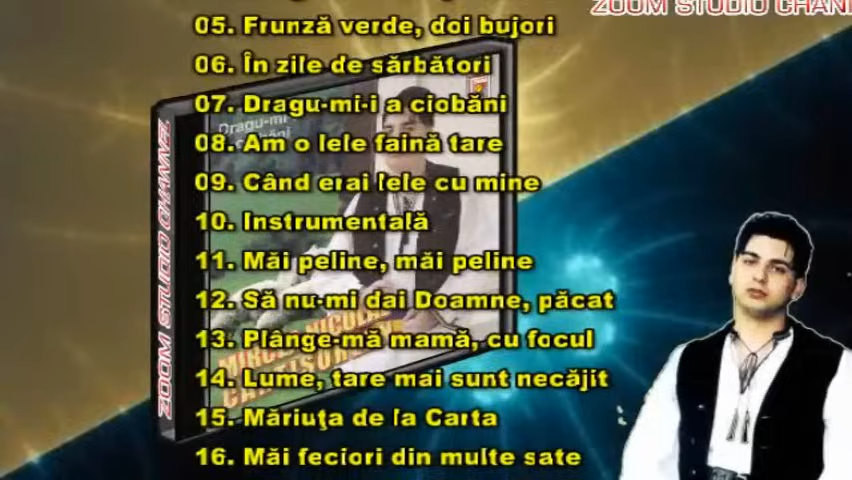 ZOOM STUDIO CHAN
05. Frunză verde, doi bujori
06. În zile de sărbători
07. Dragu-mi-i a ciobăni
08. Am o lele faină tare
09. Când erai lele cu mine
10. Instrumentală
11. Măi peline, măi peline
12. Să nu-mi dai Doamne, păcat
13. Plânge-mă mamă, cu focul
14. Lume, tare mai sunt necăjit
15. Măriuţa de la Carta
16. Măi feciori din multe sate
ZOOM STUDIO CHANNEL
Dragu-mi